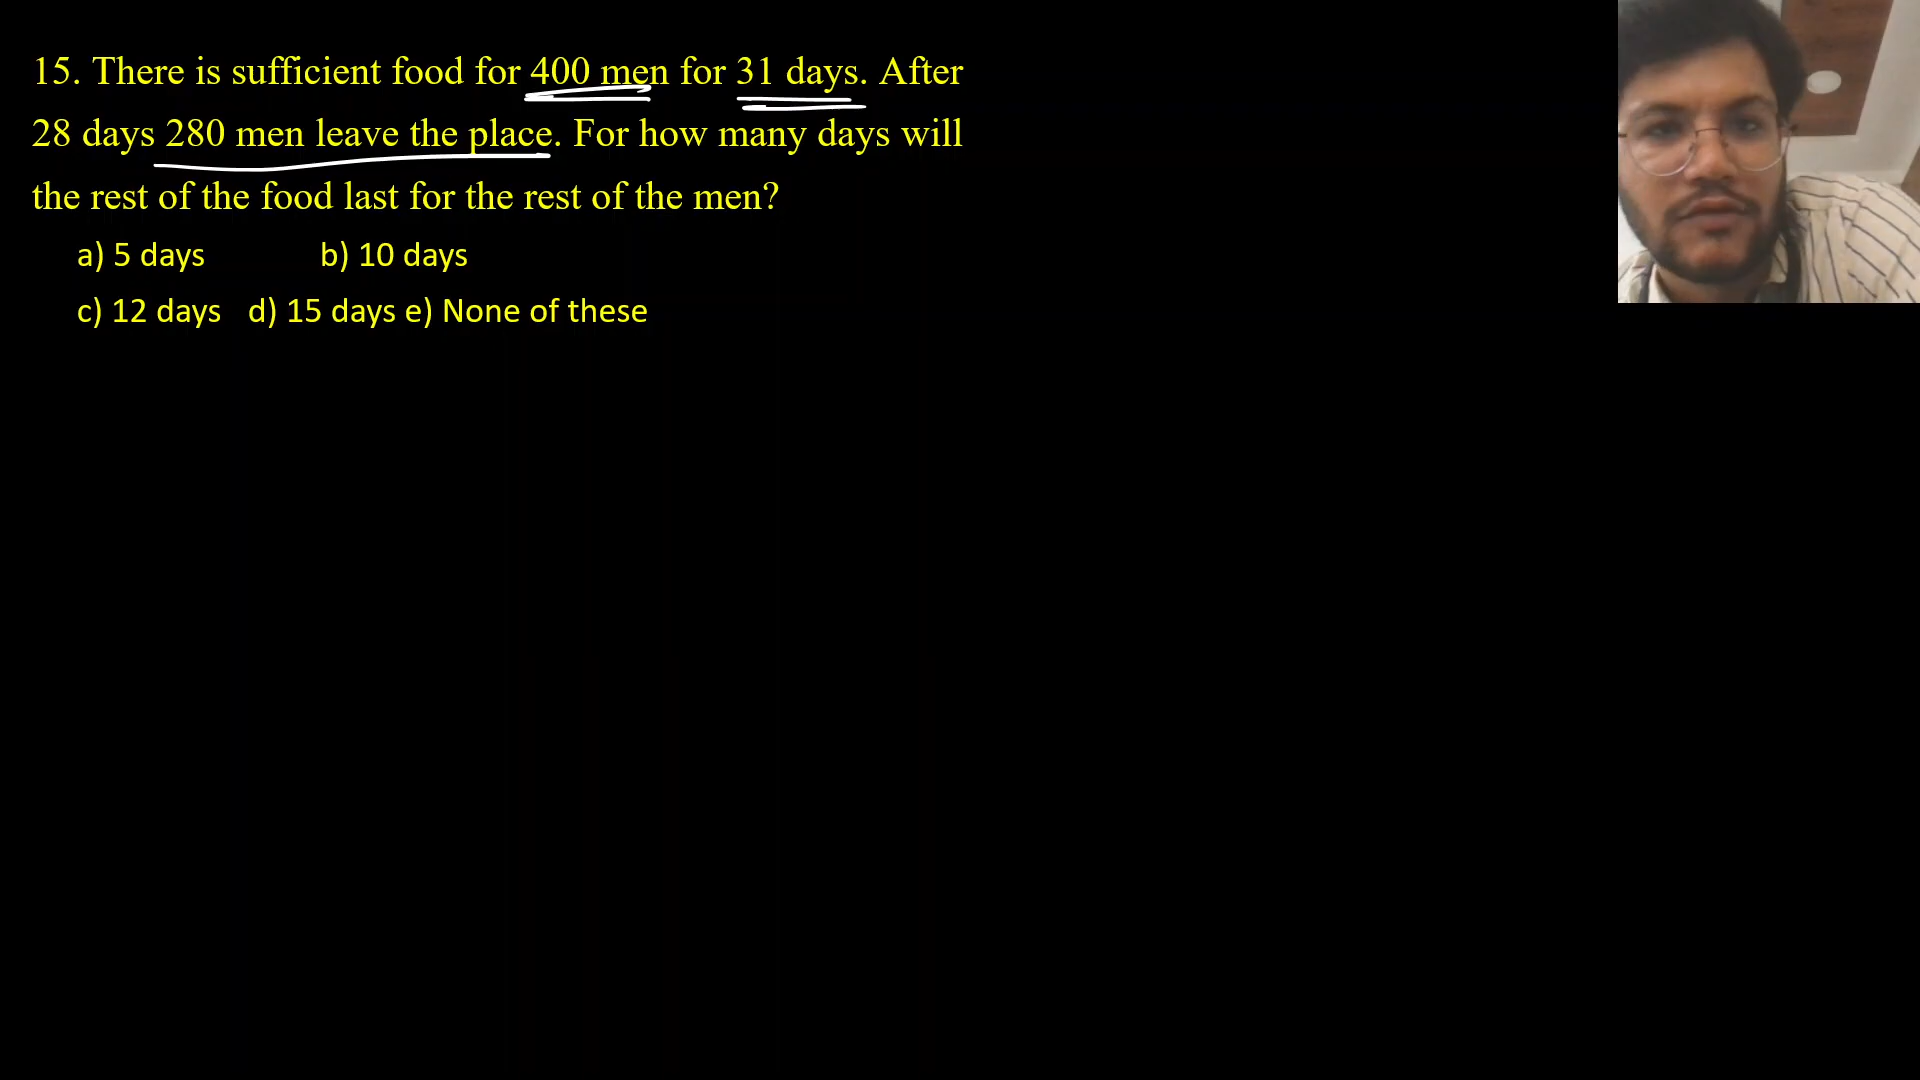 15. There is sufficient food for 400 men for 31 days. After
28 days 280 men leave the place. For how many days will
the rest of the food last for the rest of the men?
a) 5 days b) 10 days
c) 12 days d) 15 days e) None of these